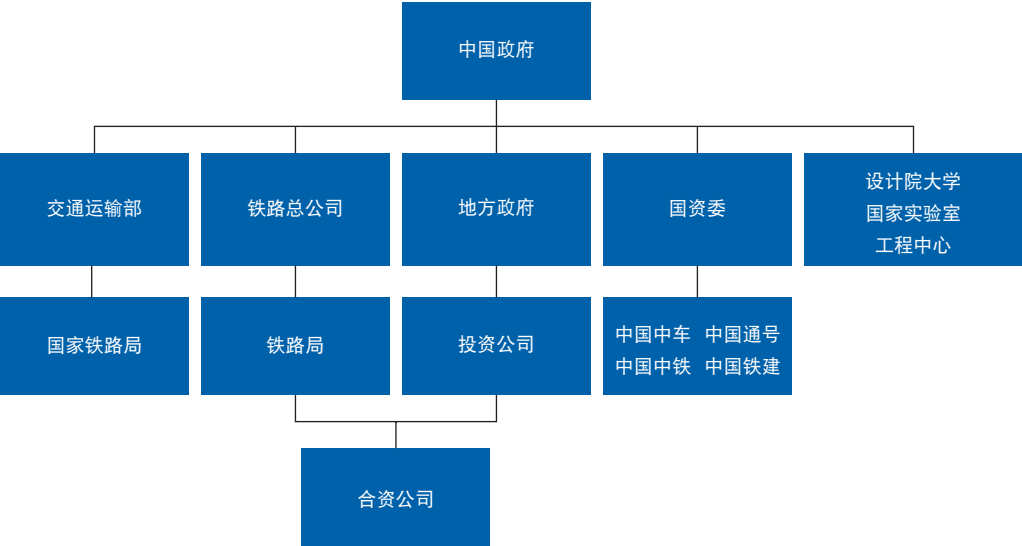 中国政府
交通运输部
铁路总公司
地方政府
国资委
设计院大学
国家实验室
工程中心
国家铁路局
铁路局
投资公司
中国中车 中国通号
中国中铁 中国铁建
合资公司